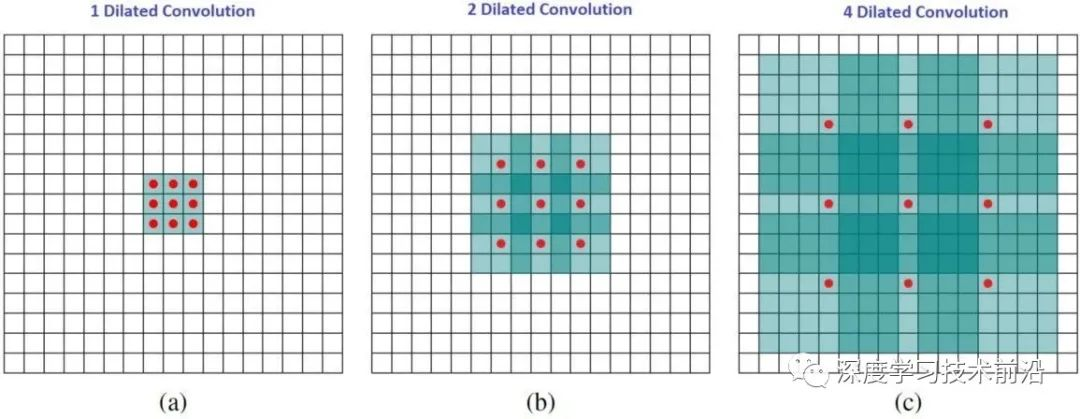 1 Dilated Convolution
2 Dilated Convolution
4 Dilated Convolution
深度学习技术前沿
(a)
(b)
(c)